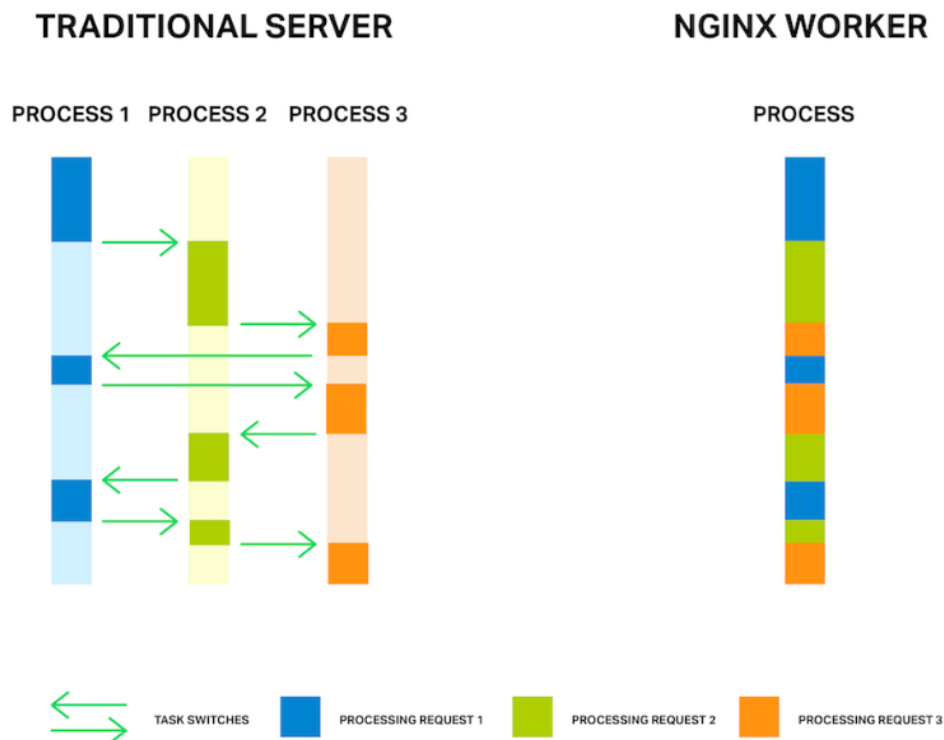 TRADITIONAL SERVER
NGINX WORKER
PROCESS 1
PROCESS 2
PROCESS 3
PROCESS
TASK SWITCHES
PROCESSING REQUEST 1
PROCESSING REQUEST 2
PROCESSING REQUEST 3